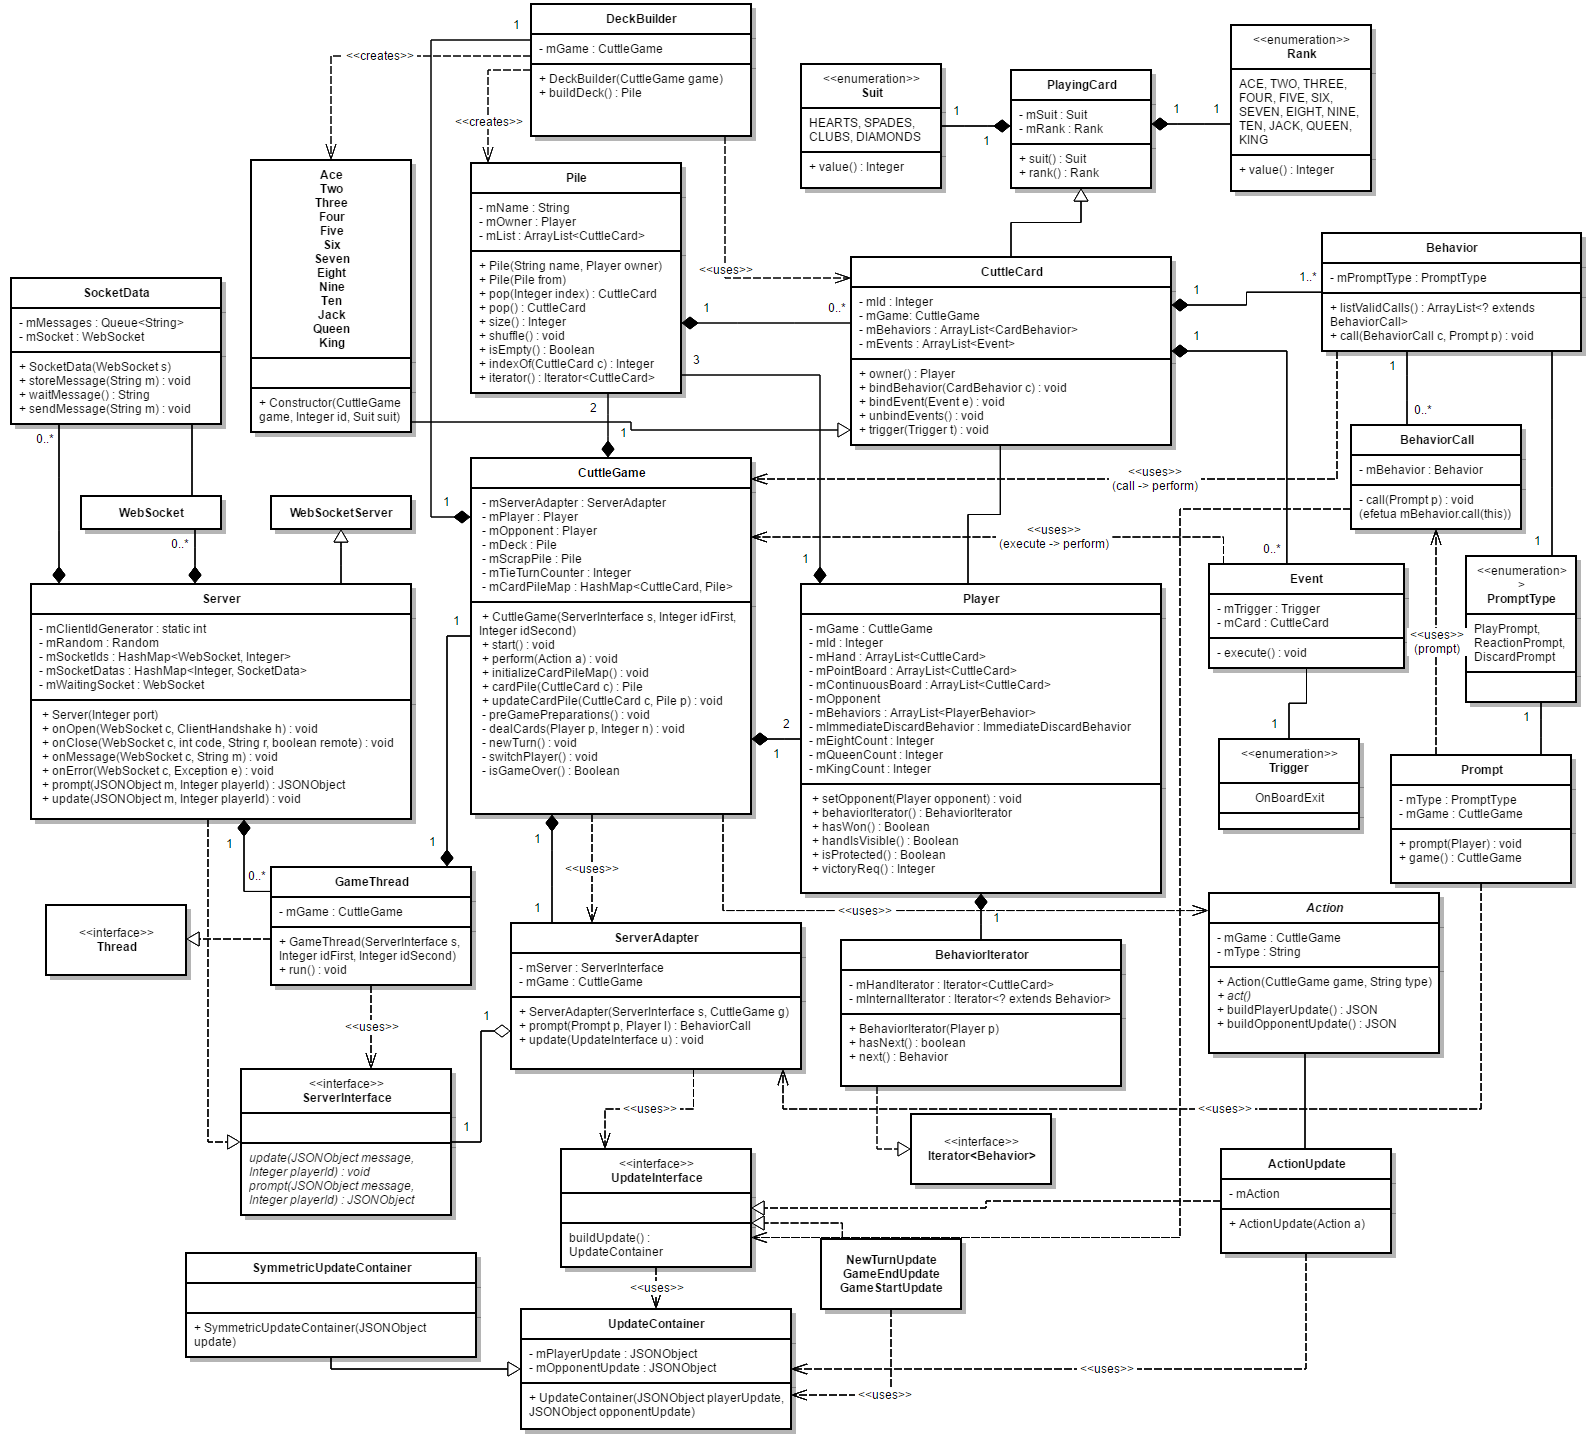 DeckBuilder
- mGame : CuttleGame
+ DeckBuilder(CuttleGame game)
+ buildDeck() : Pile
1
<<creates>>
<<creates>>
<<uses>>
<<enumeration>>
Suit
HEARTS, SPADES,
CLUBS, DIAMONDS
+ value() : Integer
1
1
PlayingCard
- mSuit : Suit
- mRank : Rank
+ suit() : Suit
+ rank() : Rank
1
1
<<enumeration>>
Rank
ACE, TWO, THREE,
FOUR, FIVE, SIX,
SEVEN, EIGHT, NINE,
TEN, JACK, QUEEN,
KING
+ value() : Integer
Ace
Two
Three
Four
Five
Six
Seven
Eight
Nine
Ten
Jack
Queen
King
+ Constructor(CuttleGame
game, Integer id, Suit suit)
Pile
- mName : String
- mOwner : Player
- mList : ArrayList<CuttleCard>
+ Pile(String name, Player owner)
+ Pile(Pile from)
+ pop(Integer index) : CuttleCard
+ pop() : CuttleCard
+ size() : Integer
+ shuffle() : void
+ isEmpty() : Boolean
+ indexOf(CuttleCard c) : Integer
+ iterator() : Iterator<CuttleCard>
1
0..*
3
2
1
CuttleCard
- mId : Integer
- mGame: CuttleGame
- mBehaviors : ArrayList<CardBehavior>
- mEvents : ArrayList<Event>
+ owner() : Player
+ bindBehavior(CardBehavior c) : void
+ bindEvent(Event e) : void
+ unbindEvents() : void
+ trigger(Trigger t) : void
1
1..*
1
0..*
Behavior
- mPromptType : PromptType
+ listValidCalls() : ArrayList<? extends
BehaviorCall>
+ call(BehaviorCall c, Prompt p) : void
1
0..*
1
SocketData
- mMessages : Queue<String>
- mSocket : WebSocket
+ SocketData(WebSocket s)
+ storeMessage(String m) : void
+ waitMessage() : String
+ sendMessage(String m) : void
0..*
WebSocket
0..*
WebSocketServer
BehaviorCall
- mBehavior : Behavior
- call(Prompt p) : void
(efetua mBehavior.call(this))
<<uses>>
(call -> perform)
<<uses>>
(execute -> perform)
<<uses>>
(prompt)
CuttleGame
- mServerAdapter : ServerAdapter
- mPlayer : Player
- mOpponent : Player
- mDeck : Pile
- mScrapPile : Pile
- mTieTurnCounter : Integer
- mCardPileMap : HashMap<CuttleCard, Pile>
+ CuttleGame(ServerInterface s, Integer idFirst,
Integer idSecond)
+ start() : void
+ perform(Action a) : void
+ initializeCardPileMap() : void
+ cardPile(CuttleCard c) : Pile
+ updateCardPile(CuttleCard c, Pile p) : void
- preGamePreparations() : void
- dealCards(Player p, Integer n) : void
- newTurn() : void
- switchPlayer() : void
- isGameOver() : Boolean
1
1
1
1
2
1
Server
- mClientIdGenerator : static int
- mRandom : Random
- mSocketIds : HashMap<WebSocket, Integer>
- mSocketDatas : HashMap<Integer, SocketData>
- mWaitingSocket : WebSocket
+ Server(Integer port)
+ onOpen(WebSocket c, ClientHandshake h) : void
+ onClose(WebSocket c, int code, String r, boolean remote) : void
+ onMessage(WebSocket c, String m) : void
+ onError(WebSocket c, Exception e) : void
+ prompt(JSONObject m, Integer playerId) : JSONObject
+ update(JSONObject m, Integer playerId) : void
1
0..*
Player
- mGame : CuttleGame
- mId : Integer
- mHand : ArrayList<CuttleCard>
- mPointBoard : ArrayList<CuttleCard>
- mContinuousBoard : ArrayList<CuttleCard>
- mOpponent
- mBehaviors : ArrayList<PlayerBehavior>
- mImmediateDiscardBehavior : ImmediateDiscardBehavior
- mEightCount : Integer
- mQueenCount : Integer
- mKingCount : Integer
+ setOpponent(Player opponent) : void
+ behaviorIterator() : BehaviorIterator
+ hasWon() : Boolean
+ handIsVisible() : Boolean
+ isProtected() : Boolean
+ victoryReq() : Integer
1
Event
- mTrigger : Trigger
- mCard : CuttleCard
- execute() : void
1
<<enumeration>>
Trigger
OnBoardExit
<<enumeration>
>
PromptType
PlayPrompt,
ReactionPrompt,
DiscardPrompt
1
Prompt
- mType : PromptType
- mGame : CuttleGame
+ prompt(Player) : void
+ game() : CuttleGame
GameThread
- mGame : CuttleGame
+ GameThread(ServerInterface s,
Integer idFirst, Integer idSecond)
+ run() : void
<<interface>>
Thread
<<uses>>
1
1
<<uses>>
1
ServerAdapter
- mServer : ServerInterface
- mGame : CuttleGame
+ ServerAdapter(ServerInterface s, CuttleGame g)
+ prompt(Prompt p, Player l) : BehaviorCall
+ update(UpdateInterface u) : void
1
<<uses>>
BehaviorIterator
- mHandIterator : Iterator<CuttleCard>
- mInternalIterator : Iterator<? extends Behavior>
+ BehaviorIterator(Player p)
+ hasNext() : boolean
+ next() : Behavior
Action
- mGame : CuttleGame
- mType : String
+ Action(CuttleGame game, String type)
+ act()
+ buildPlayerUpdate() : JSON
+ buildOpponentUpdate() : JSON
<<interface>>
ServerInterface
update(JSONObject message,
Integer playerId) : void
prompt(JSONObject message,
Integer playerId) : JSONObject
1
<<uses>>
<<uses>>
<<interface>>
Iterator<Behavior>
<<interface>>
UpdateInterface
buildUpdate() :
UpdateContainer
ActionUpdate
- mAction
+ ActionUpdate(Action a)
NewTurnUpdate
GameEndUpdate
GameStartUpdate
SymmetricUpdateContainer
+ SymmetricUpdateContainer(JSONObject
update)
<<uses>>
UpdateContainer
- mPlayerUpdate : JSONObject
- mOpponentUpdate : JSONObject
+ UpdateContainer(JSONObject playerUpdate,
JSONObject opponentUpdate)
<<uses>>
<<uses>>